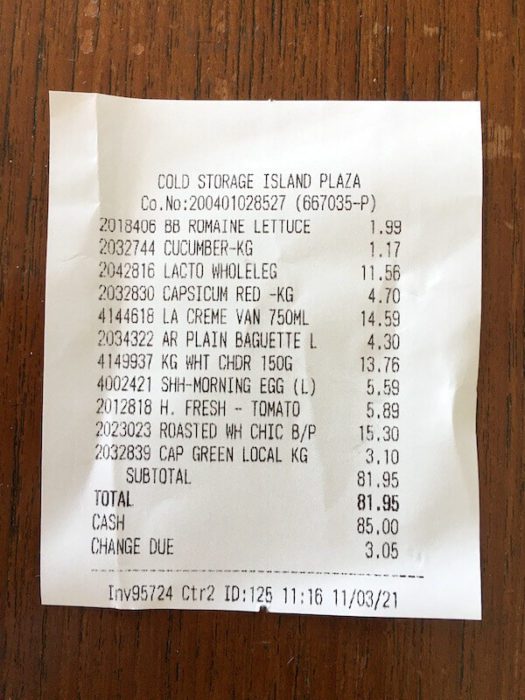 COLD STORAGE ISLAND PLAZA
Co.No:200401028527 (667035-P)
2018406 BB ROMAINE LETTUCE 1.99
2032744 CUCUMBER-KG 1.17
2042816 LACTO WHOLELEG 11.56
2032830 CAPSICUM RED -KG 4.70
4144618 LA CREME VAN 750ML 14.59
2034322 AR PLAIN BAGUETTE L 4.30
4149937 KG WHT CHDR 150G 13.76
4002421 SHH-MORNING EGG (L) 5.59
2012818 H. FRESH - TOMATO 5.89
2023023 ROASTED WH CHIC B/P 15.30
2032839 CAP GREEN LOCAL KG 3.10
SUBTOTAL 81.95
TOTAL 81.95
CASH 85.00
CHANGE DUE 3.05
Inv95724 Ctr2 ID:125 11:16 11/03/21